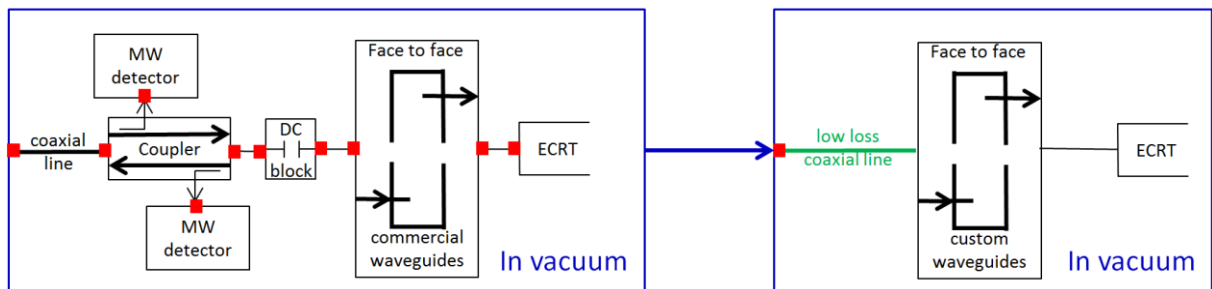 MW
detector
coaxial
line
Coupler
MW
detector
DC
block
Face to face
commercial
waveguides
ECRT
In vacuum
low loss
coaxial line
Face to face
custom
waveguides
ECRT
In vacuum